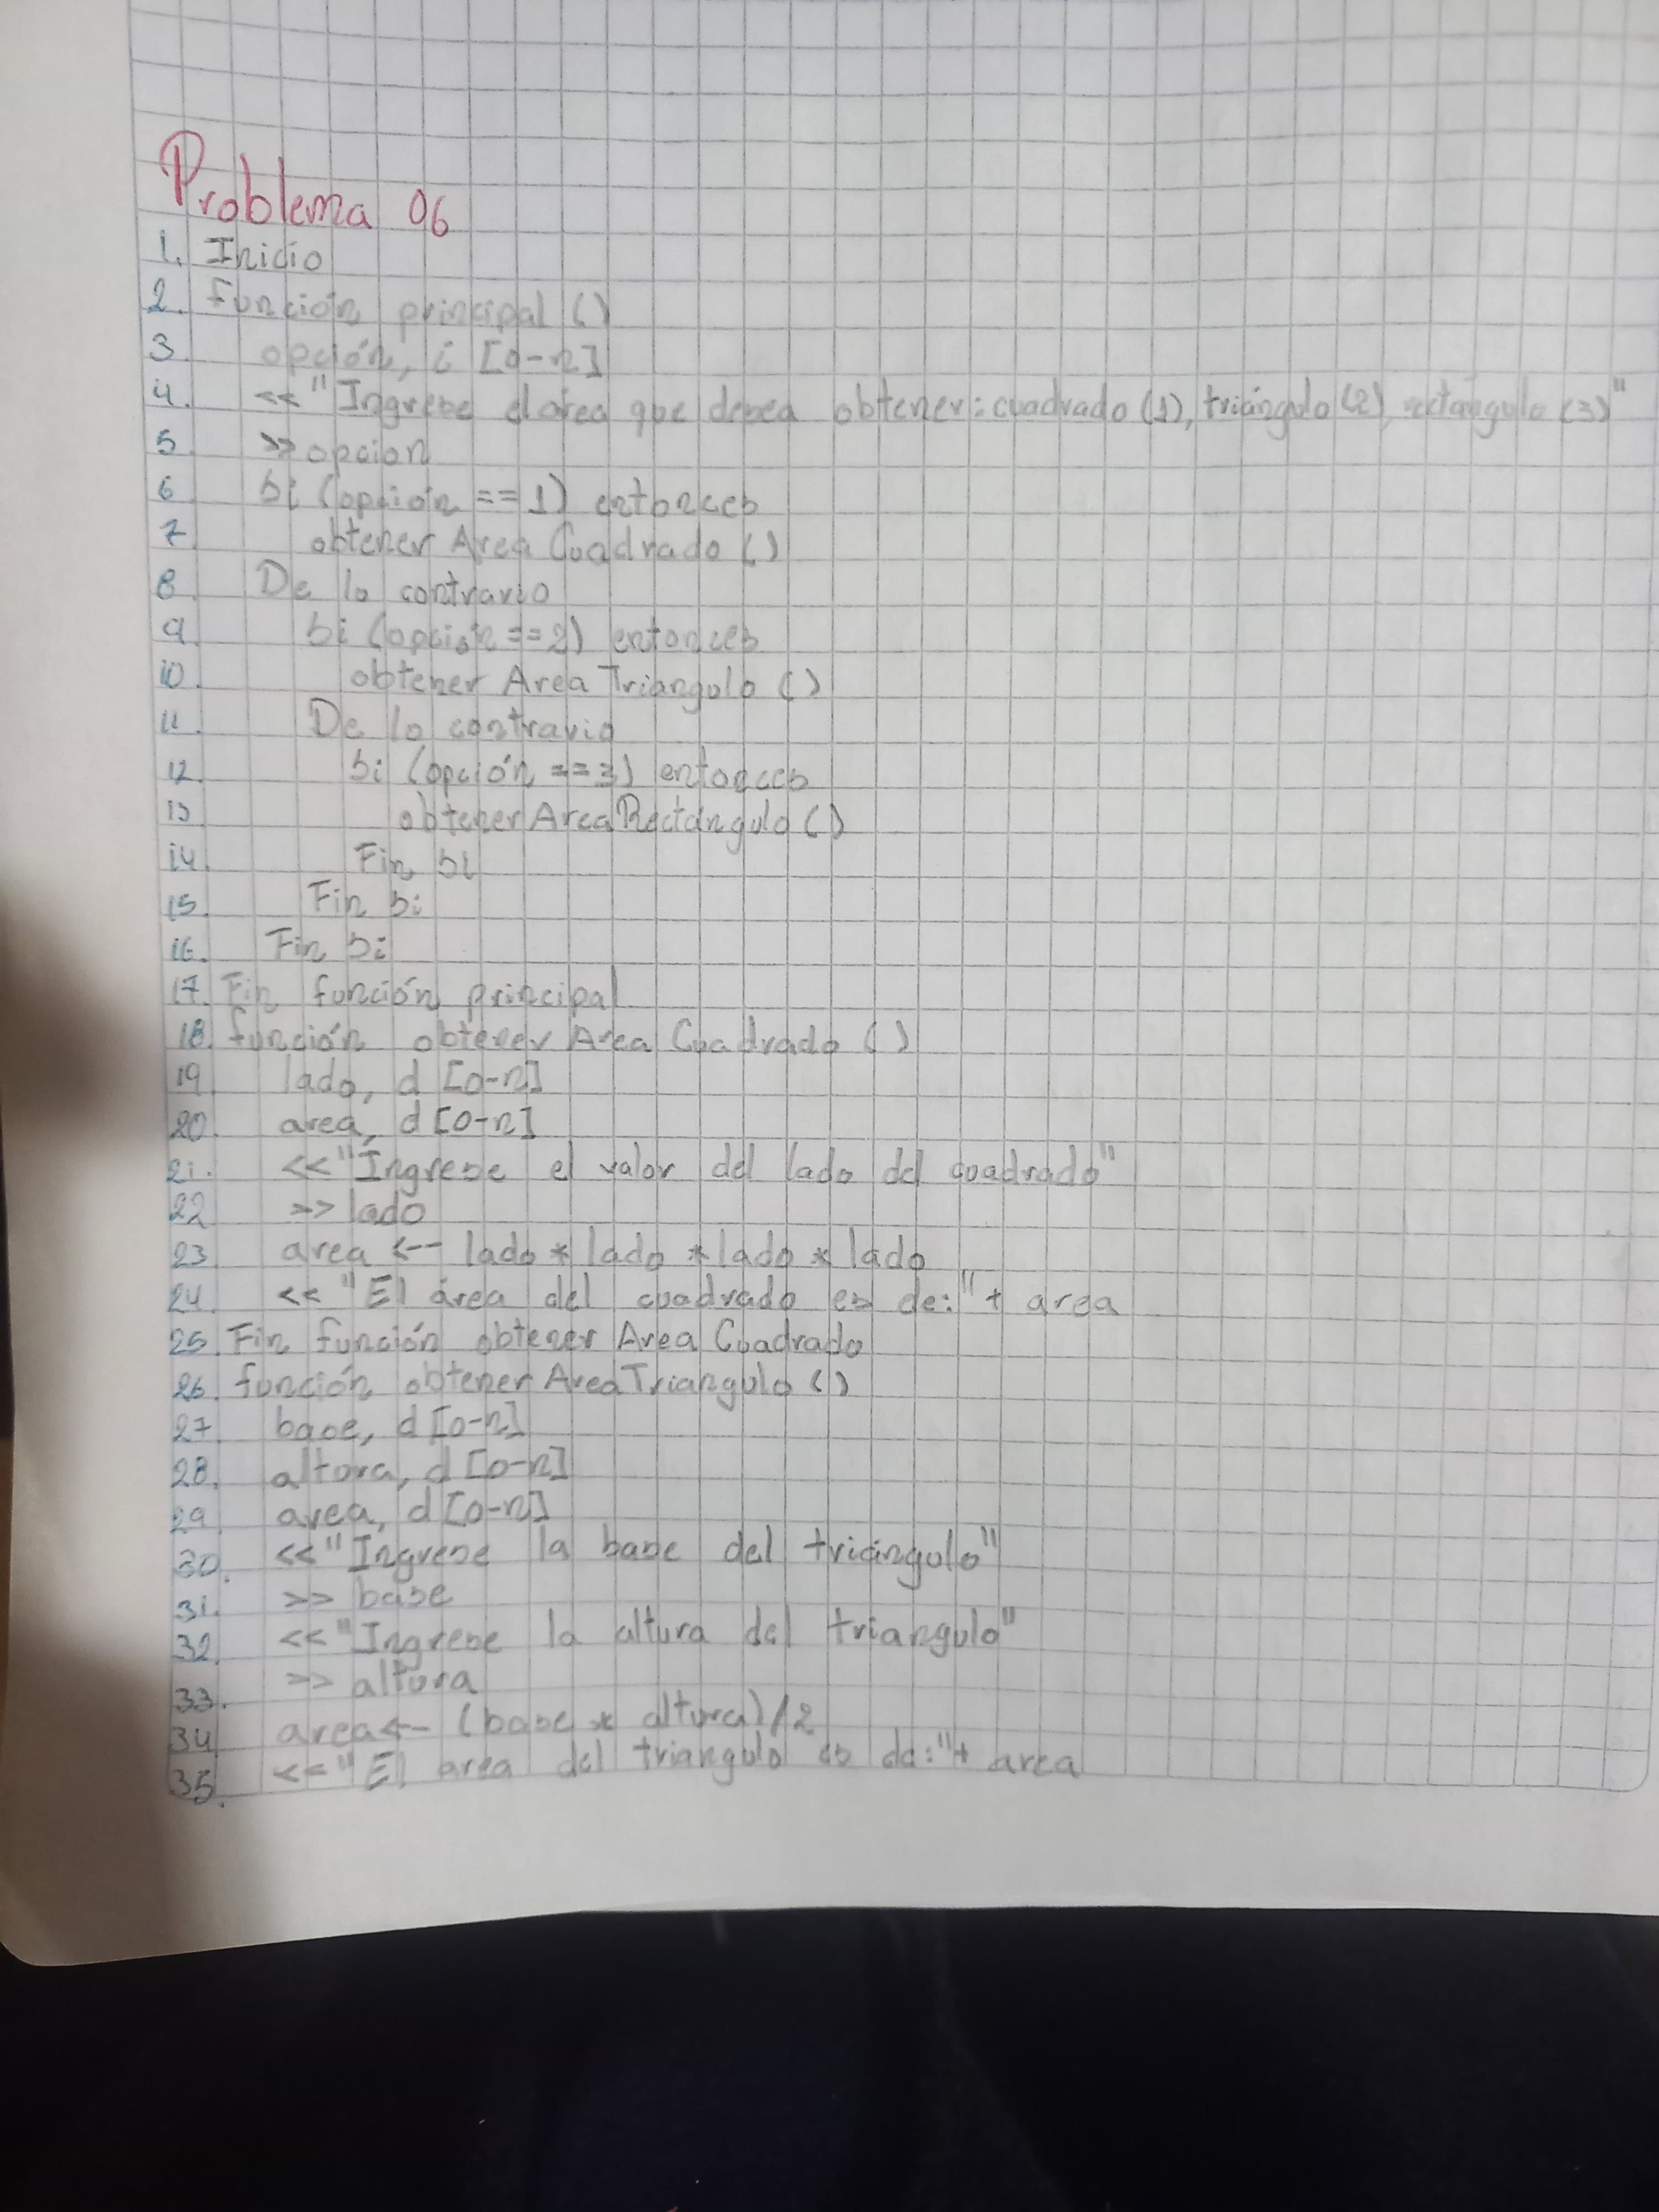 Problema 06
1. Inicio
2. función principal ()
3 opción, i [0-n]
4. << "Ingrese el área que desea obtener: cuadrado (1), triángulo (2), rectángulo (3)"
5 >> opcion
6 si (opción == 1) entonces
7 obtener Area Cuadrado ()
8 De lo contrario
9 si (opción == 2) entonces
10. obtener Area Triangulo ()
11. De lo contrario
12. si (opción == 3) entonces
13 obtener Area Rectángulo ()
14. Fin si
15. Fin si
16. Fin si
17. Fin función principal
18. función obtener Area Cuadrado ()
19 lado, d [0-n]
20. area, d [0-n]
21. << "Ingrese el valor del lado del cuadrado"
22 >> lado
23 area <-- lado * lado * lado * lado
24. << "El área del cuadrado es de:" + area
25. Fin función obtener Area Cuadrado
26. función obtener Area Triangulo ()
27 base, d [0-n]
28. altura, d [0-n]
29 area, d [0-n]
30. << "Ingrese la base del triángulo"
31. >> base
32. << "Ingrese la altura del triangulo"
33. >> altura
34 area <- (base * altura) / 2
35. << "El area del triangulo es de:" + area